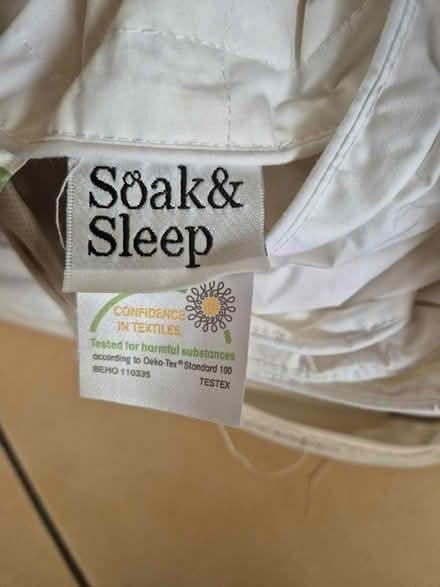 Soak&
Sleep
CONFIDENCE
IN TEXTILES
Tested for harmful substances
according to Oeko-Tex® Standard 100
BEHO 110335
TESTEX